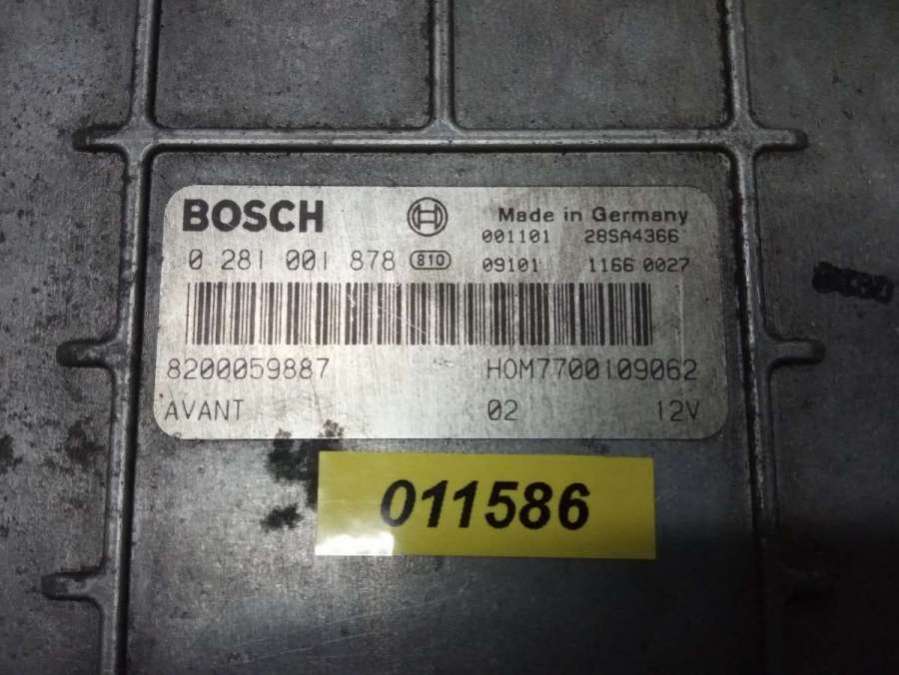 BOSCH
Made in Germany
001101 28SA4366
0 281 001 878 810
09101 1166 0027
8200059887 HOM7700109062
AVANT 02 12V
011586